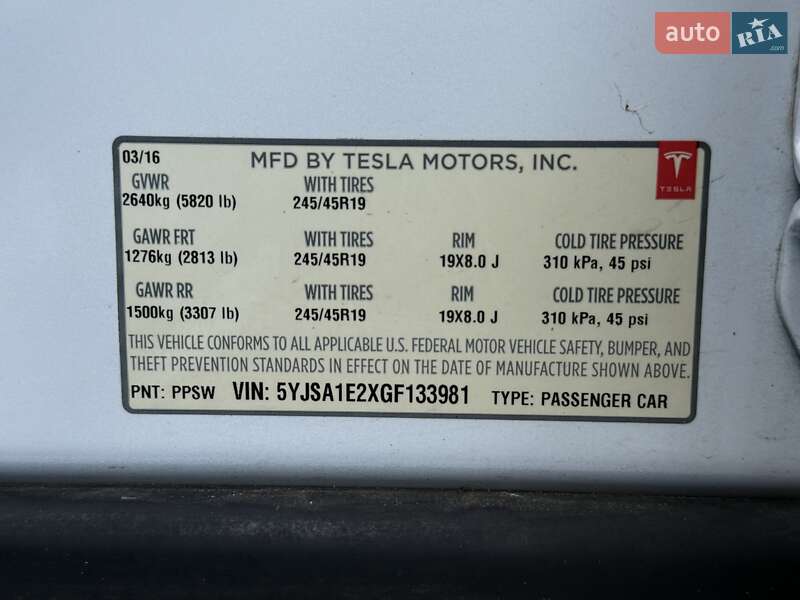 auto RIA.com
03/16 MFD BY TESLA MOTORS, INC.
TESLA
GVWR WITH TIRES
2640kg (5820 lb) 245/45R19
GAWR FRT WITH TIRES RIM COLD TIRE PRESSURE
1276kg (2813 lb) 245/45R19 19X8.0 J 310 kPa, 45 psi
GAWR RR WITH TIRES RIM COLD TIRE PRESSURE
1500kg (3307 lb) 245/45R19 19X8.0 J 310 kPa, 45 psi
THIS VEHICLE CONFORMS TO ALL APPLICABLE U.S. FEDERAL MOTOR VEHICLE SAFETY, BUMPER, AND
THEFT PREVENTION STANDARDS IN EFFECT ON THE DATE OF MANUFACTURE SHOWN ABOVE.
PNT: PPSW VIN: 5YJSA1E2XGF133981 TYPE: PASSENGER CAR